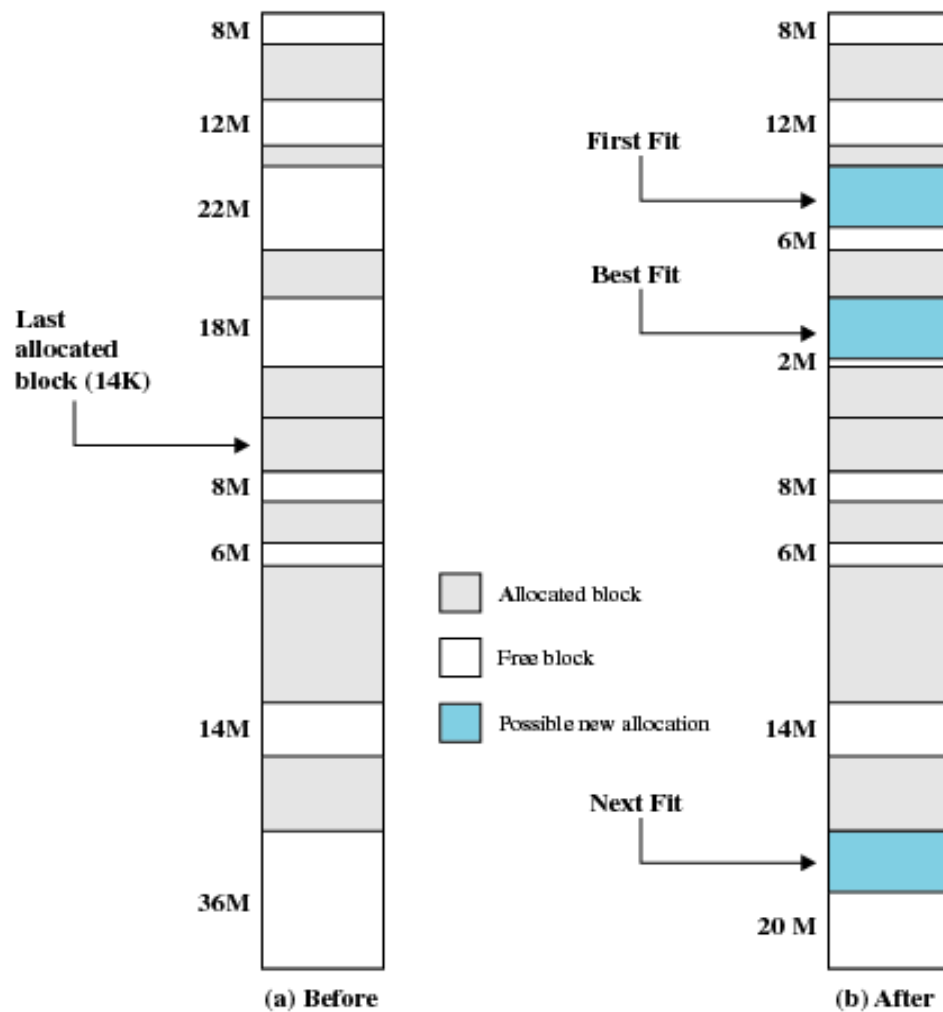 8M
12M
22M
18M
Last
allocated
block (14K)
8M
6M
14M
36M
(a) Before
Allocated block
Free block
Possible new allocation
8M
12M
First Fit
6M
Best Fit
2M
8M
6M
14M
Next Fit
20 M
(b) After